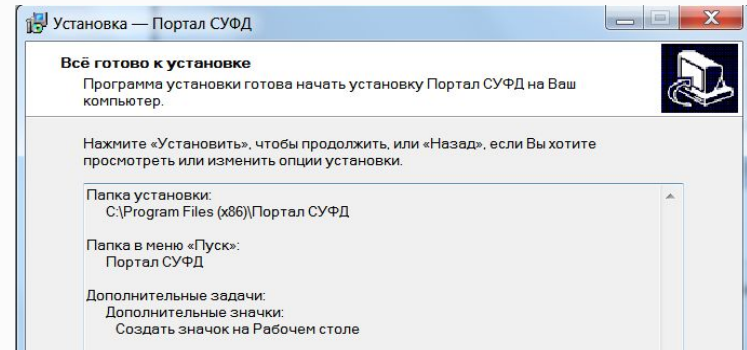 Установка — Портал СУФД
Всё готово к установке
Программа установки готова начать установку Портал СУФД на Ваш
компьютер.
Нажмите «Установить», чтобы продолжить, или «Назад», если Вы хотите
просмотреть или изменить опции установки.
Папка установки:
C:\Program Files (x86)\Портал СУФД
Папка в меню «Пуск»:
Портал СУФД
Дополнительные задачи:
Дополнительные значки:
Создать значок на Рабочем столе